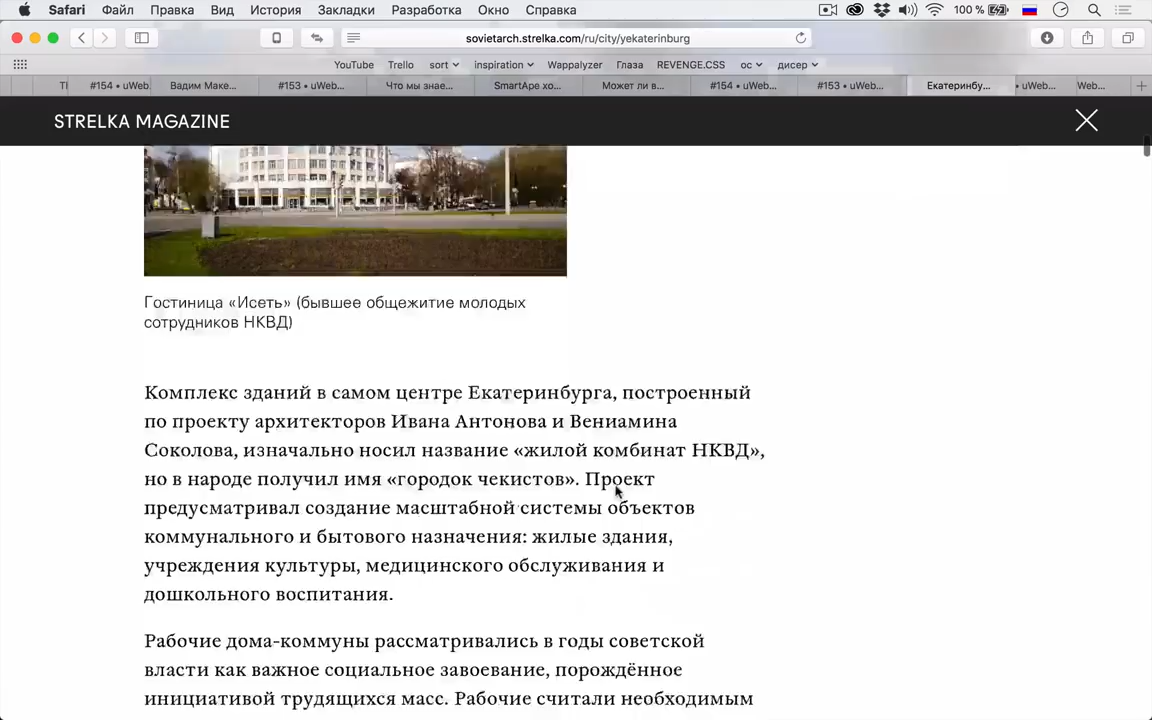 Safari Файл Правка Вид История Закладки Разработка Окно Справка 100 %
sovietarch.strelka.com/ru/city/yekaterinburg
YouTube Trello sort inspiration Wappalyzer Глаза REVENGE.CSS ос дисер
#154 • uWeb Вадим Маке... #153 • uWeb... Что мы знае... SmartApe хо... Может ли в... #154 • uWeb... #153 • uWeb... Екатеринбу... • uWeb... Web...
STRELKA MAGAZINE
Гостиница «Исеть» (бывшее общежитие молодых
сотрудников НКВД)
Комплекс зданий в самом центре Екатеринбурга, построенный
по проекту архитекторов Ивана Антонова и Вениамина
Соколова, изначально носил название «жилой комбинат НКВД»,
но в народе получил имя «городок чекистов». Проект
предусматривал создание масштабной системы объектов
коммунального и бытового назначения: жилые здания,
учреждения культуры, медицинского обслуживания и
дошкольного воспитания.
Рабочие дома-коммуны рассматривались в годы советской
власти как важное социальное завоевание, порождённое
инициативой трудящихся масс. Рабочие считали необходимым